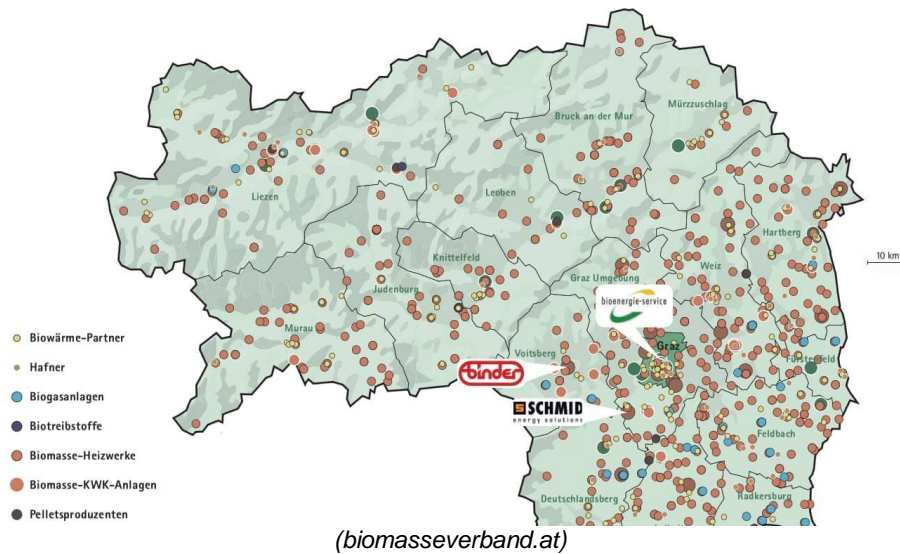 Mürzzuschlag
Bruck an der Mur
Liezen
Leoben
Hartberg
Knittelfeld
Weiz
Graz Umgebung
10 km
Judenburg
bioenergie-service
Murau
Voitsberg
Graz
Fürstenfeld
binder
SCHMID
energy solutions
Feldbach
Deutschlandsberg
Radkersburg
Biowärme-Partner
Hafner
Biogasanlagen
Biotreibstoffe
Biomasse-Heizwerke
Biomasse-KWK-Anlagen
Pelletsproduzenten
(biomasseverband.at)